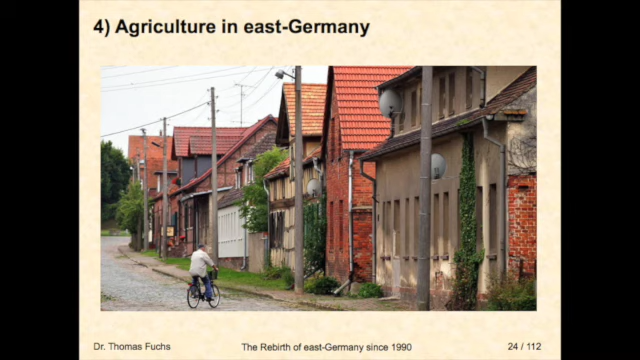 4) Agriculture in east-Germany
Dr. Thomas Fuchs
The Rebirth of east-Germany since 1990
24 / 112